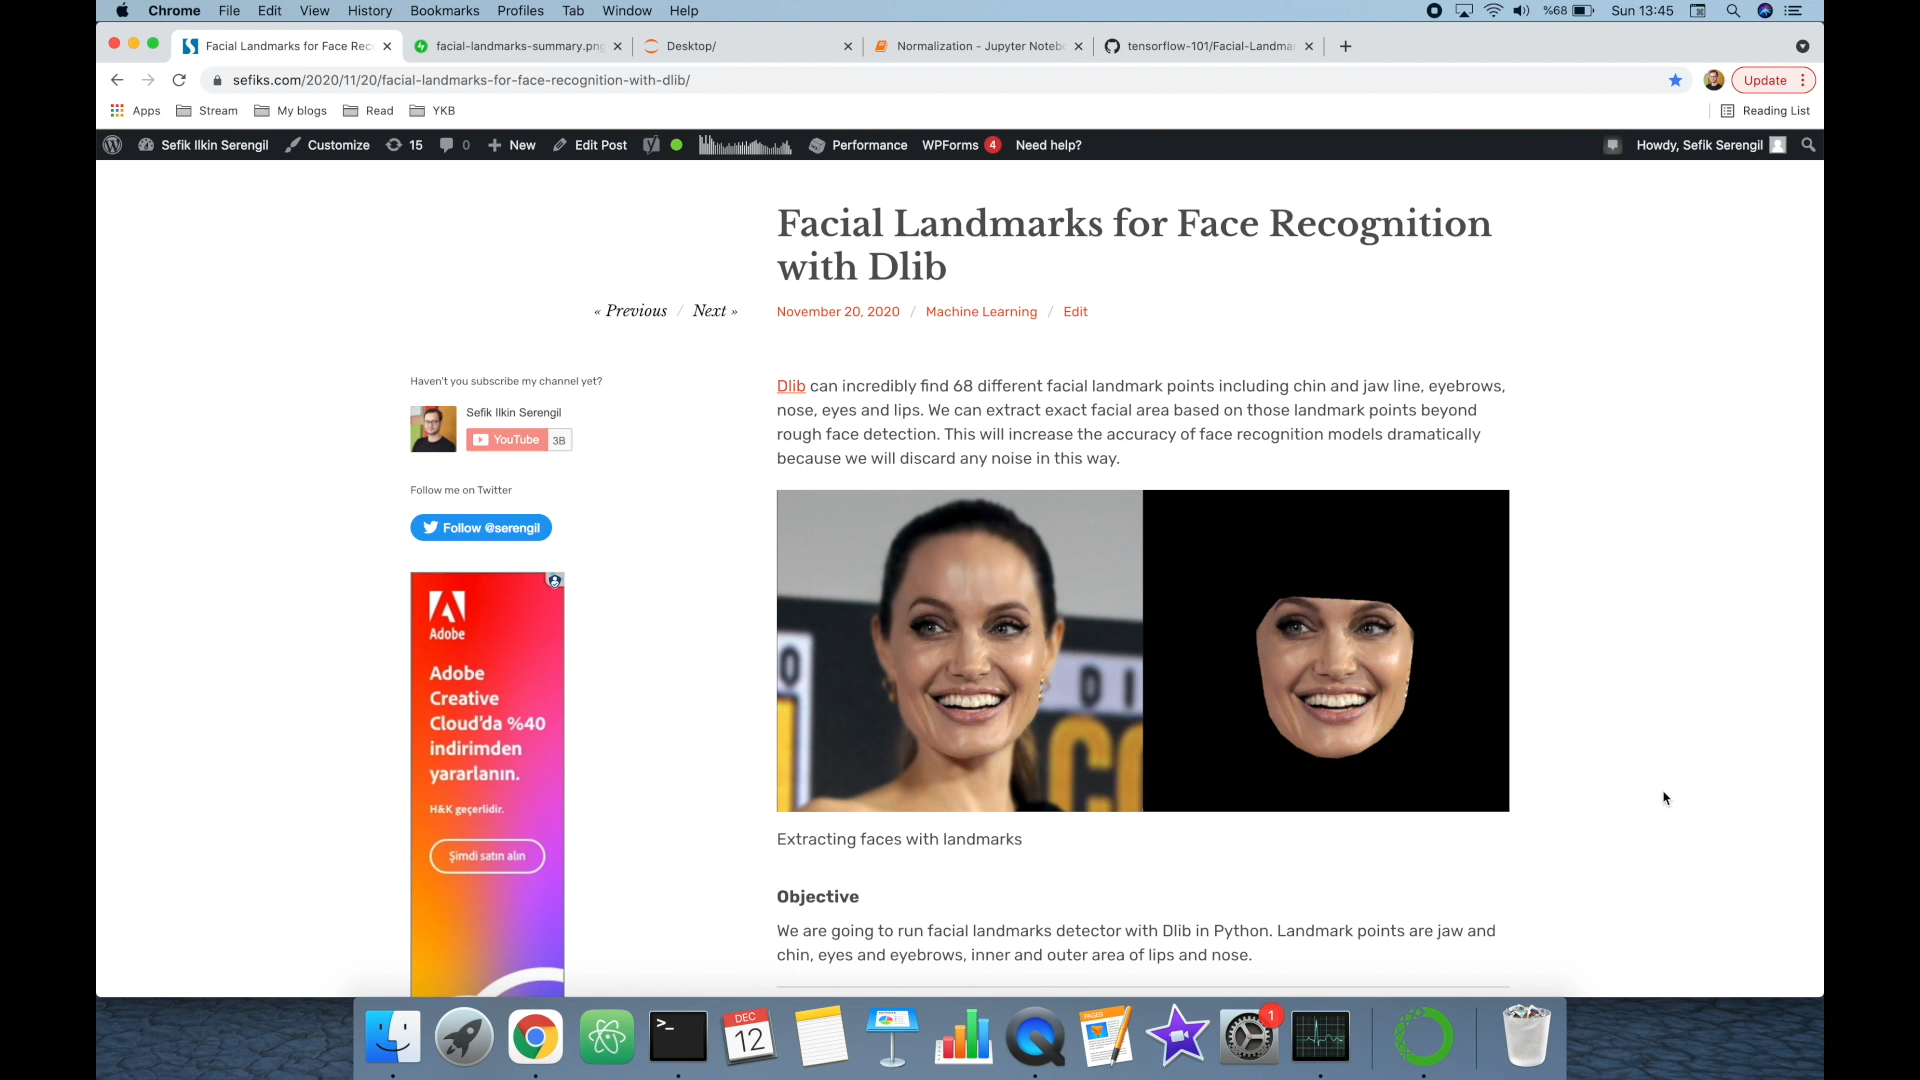 Chrome File Edit View History Bookmarks Profiles Tab Window Help
%68 Sun 13:45
Facial Landmarks for Face Rec
facial-landmarks-summary.png
Desktop/
Normalization - Jupyter Noteb
tensorflow-101/Facial-Landmar
sefiks.com/2020/11/20/facial-landmarks-for-face-recognition-with-dlib/
Update
Apps Stream My blogs Read YKB
Reading List
Sefik Ilkin Serengil Customize 15 0 New Edit Post Performance WPForms 4 Need help?
Howdy, Sefik Serengil
Facial Landmarks for Face Recognition
with Dlib
« Previous / Next »
November 20, 2020 / Machine Learning / Edit
Haven't you subscribe my channel yet?
Sefik Ilkin Serengil
YouTube 3B
Follow me on Twitter
Follow @serengil
Adobe
Adobe
Creative
Cloud'da %40
indirimden
yararlanın.
H&K geçerlidir.
Şimdi satın alın
Dlib can incredibly find 68 different facial landmark points including chin and jaw line, eyebrows,
nose, eyes and lips. We can extract exact facial area based on those landmark points beyond
rough face detection. This will increase the accuracy of face recognition models dramatically
because we will discard any noise in this way.
O
D I
CO
Extracting faces with landmarks
Objective
We are going to run facial landmarks detector with Dlib in Python. Landmark points are jaw and
chin, eyes and eyebrows, inner and outer area of lips and nose.
>_
DEC
12
PAGES
1